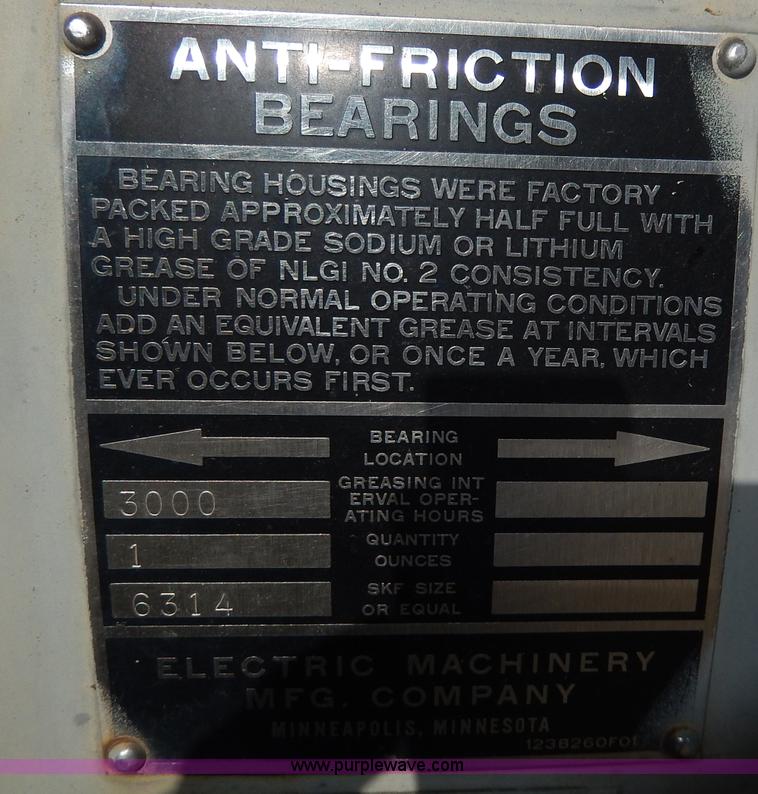 ANTI-FRICTION
BEARINGS
BEARING HOUSINGS WERE FACTORY
PACKED APPROXIMATELY HALF FULL WITH
A HIGH GRADE SODIUM OR LITHIUM
GREASE OF NLGI NO. 2 CONSISTENCY.
UNDER NORMAL OPERATING CONDITIONS
ADD AN EQUIVALENT GREASE AT INTERVALS
SHOWN BELOW, OR ONCE A YEAR, WHICH
EVER OCCURS FIRST.
BEARING
LOCATION
3000
GREASING INT
ERVAL OPER-
ATING HOURS
1
QUANTITY
OUNCES
6314
SKF SIZE
OR EQUAL
ELECTRIC MACHINERY
MFG. COMPANY
MINNEAPOLIS, MINNESOTA
1238260F01
www.purplewave.com